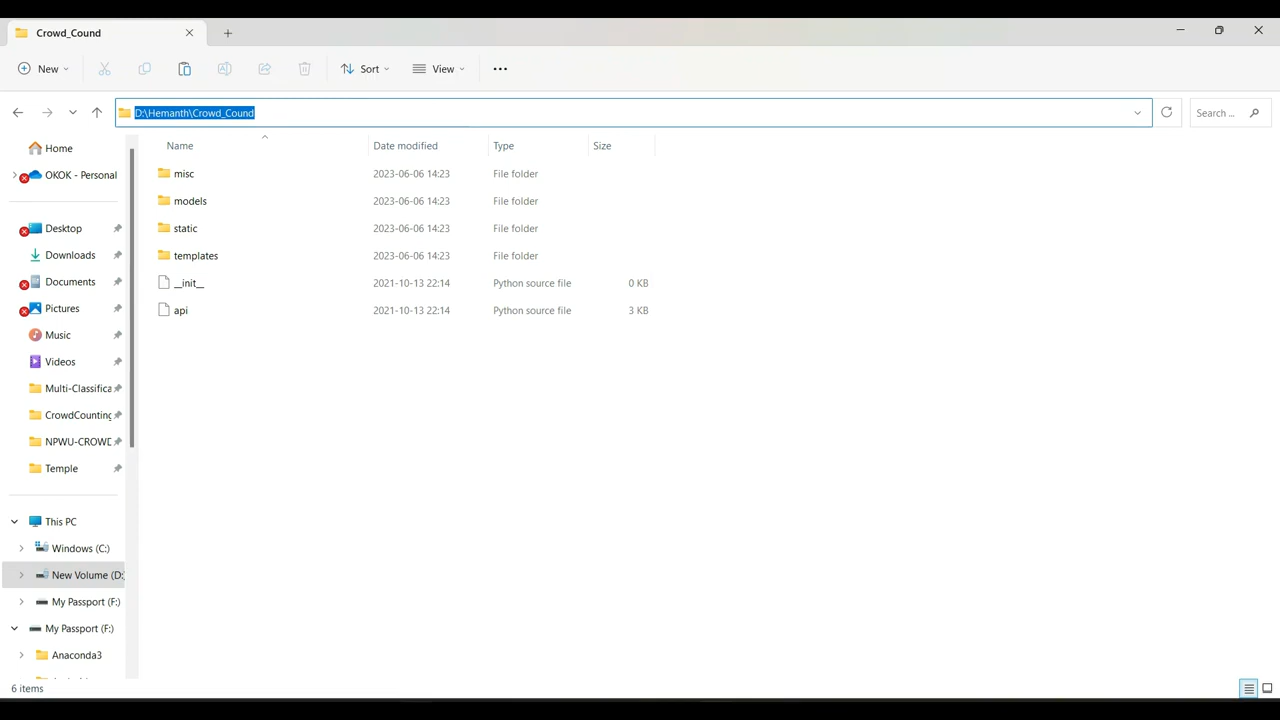 Crowd_Cound
New
Sort
View
D:\Hemanth\Crowd_Cound
Search ...
Home
OKOK - Personal
Desktop
Downloads
Documents
Pictures
Music
Videos
Multi-Classifica
CrowdCounting
NPWU-CROWD
Temple
This PC
Windows (C:)
New Volume (D:
My Passport (F:)
My Passport (F:)
Anaconda3
Name Date modified Type Size
misc 2023-06-06 14:23 File folder
models 2023-06-06 14:23 File folder
static 2023-06-06 14:23 File folder
templates 2023-06-06 14:23 File folder
__init__ 2021-10-13 22:14 Python source file 0 KB
api 2021-10-13 22:14 Python source file 3 KB
6 items